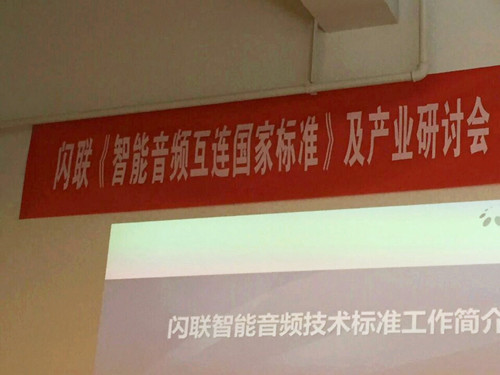 闪联《智能音频互连国家标准》及产业研讨会
闪联智能音频技术标准工作简介